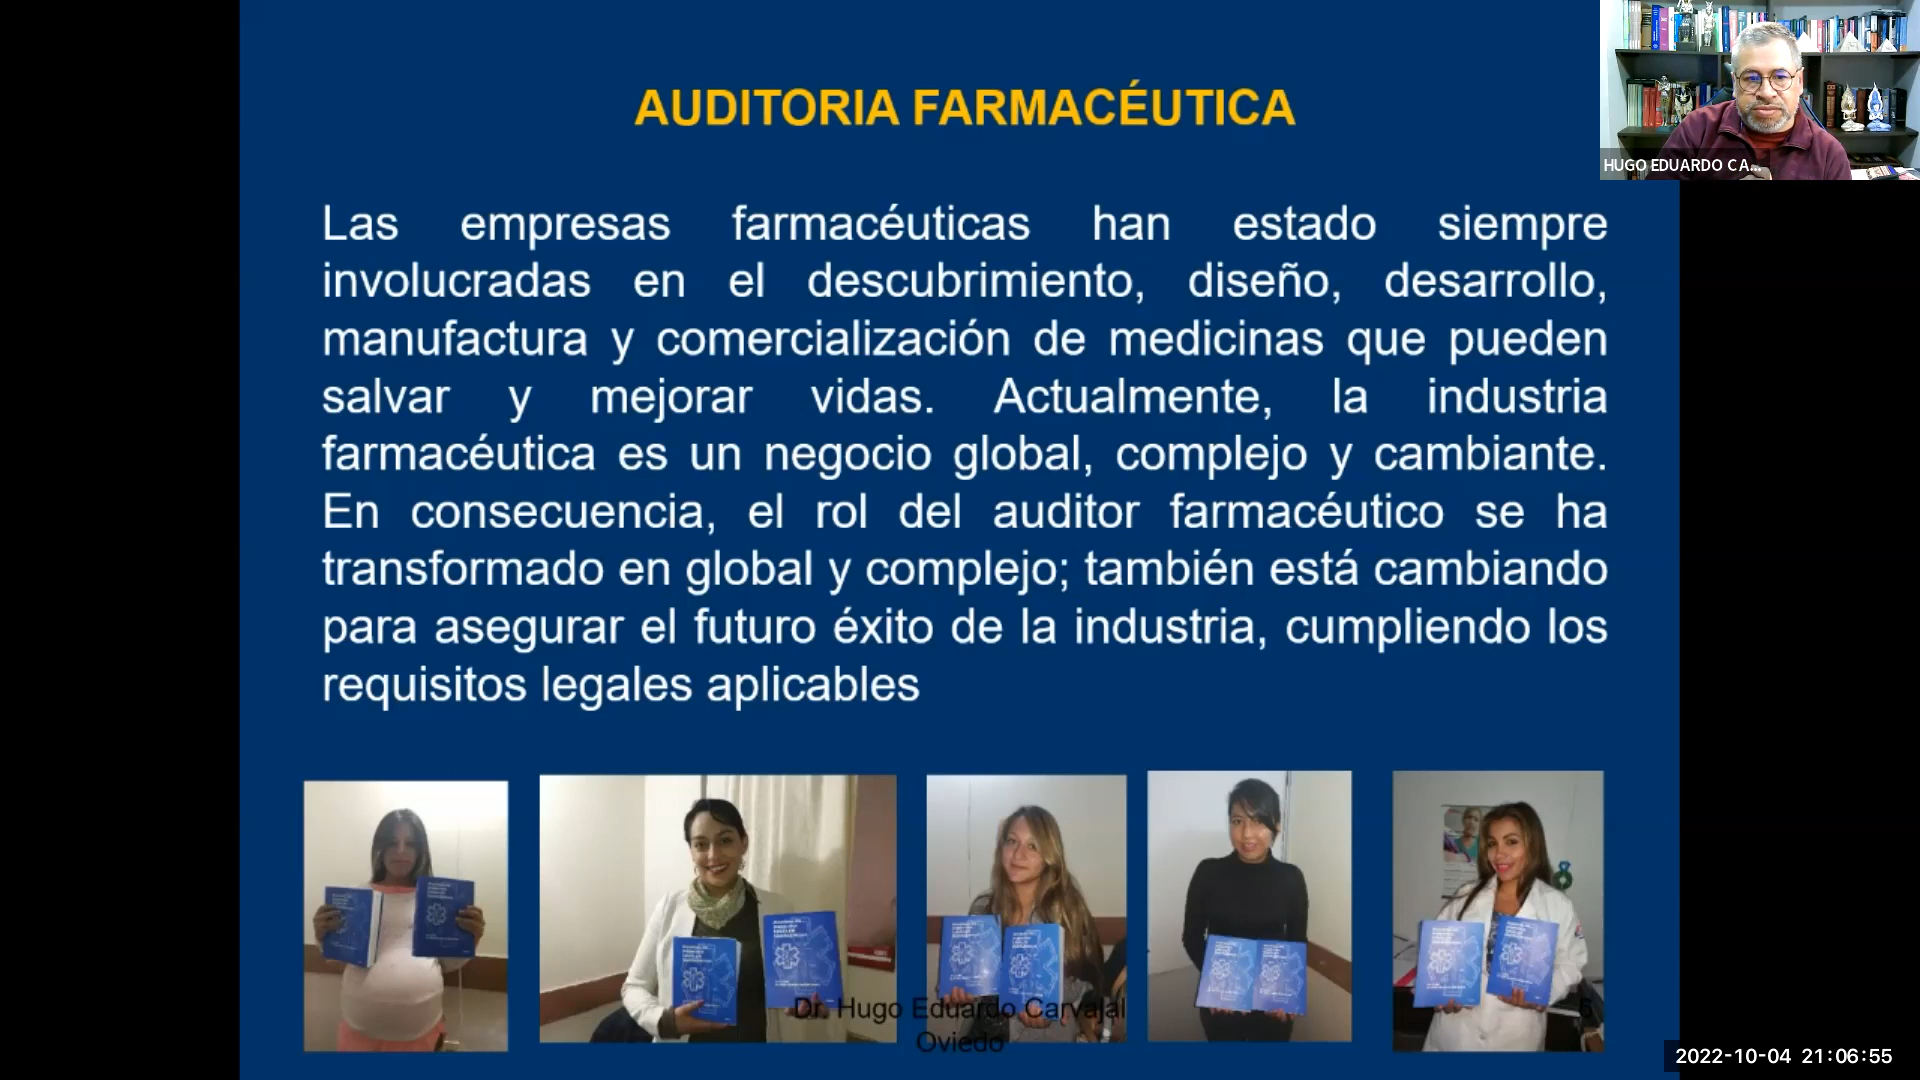 AUDITORIA FARMACÉUTICA
HUGO EDUARDO CA...
Las empresas farmacéuticas han estado siempre
involucradas en el descubrimiento, diseño, desarrollo,
manufactura y comercialización de medicinas que pueden
salvar y mejorar vidas. Actualmente, la industria
farmacéutica es un negocio global, complejo y cambiante.
En consecuencia, el rol del auditor farmacéutico se ha
transformado en global y complejo; también está cambiando
para asegurar el futuro éxito de la industria, cumpliendo los
requisitos legales aplicables
Dr. Hugo Eduardo Carvajal
Oviedo
6
2022-10-04 21:06:55